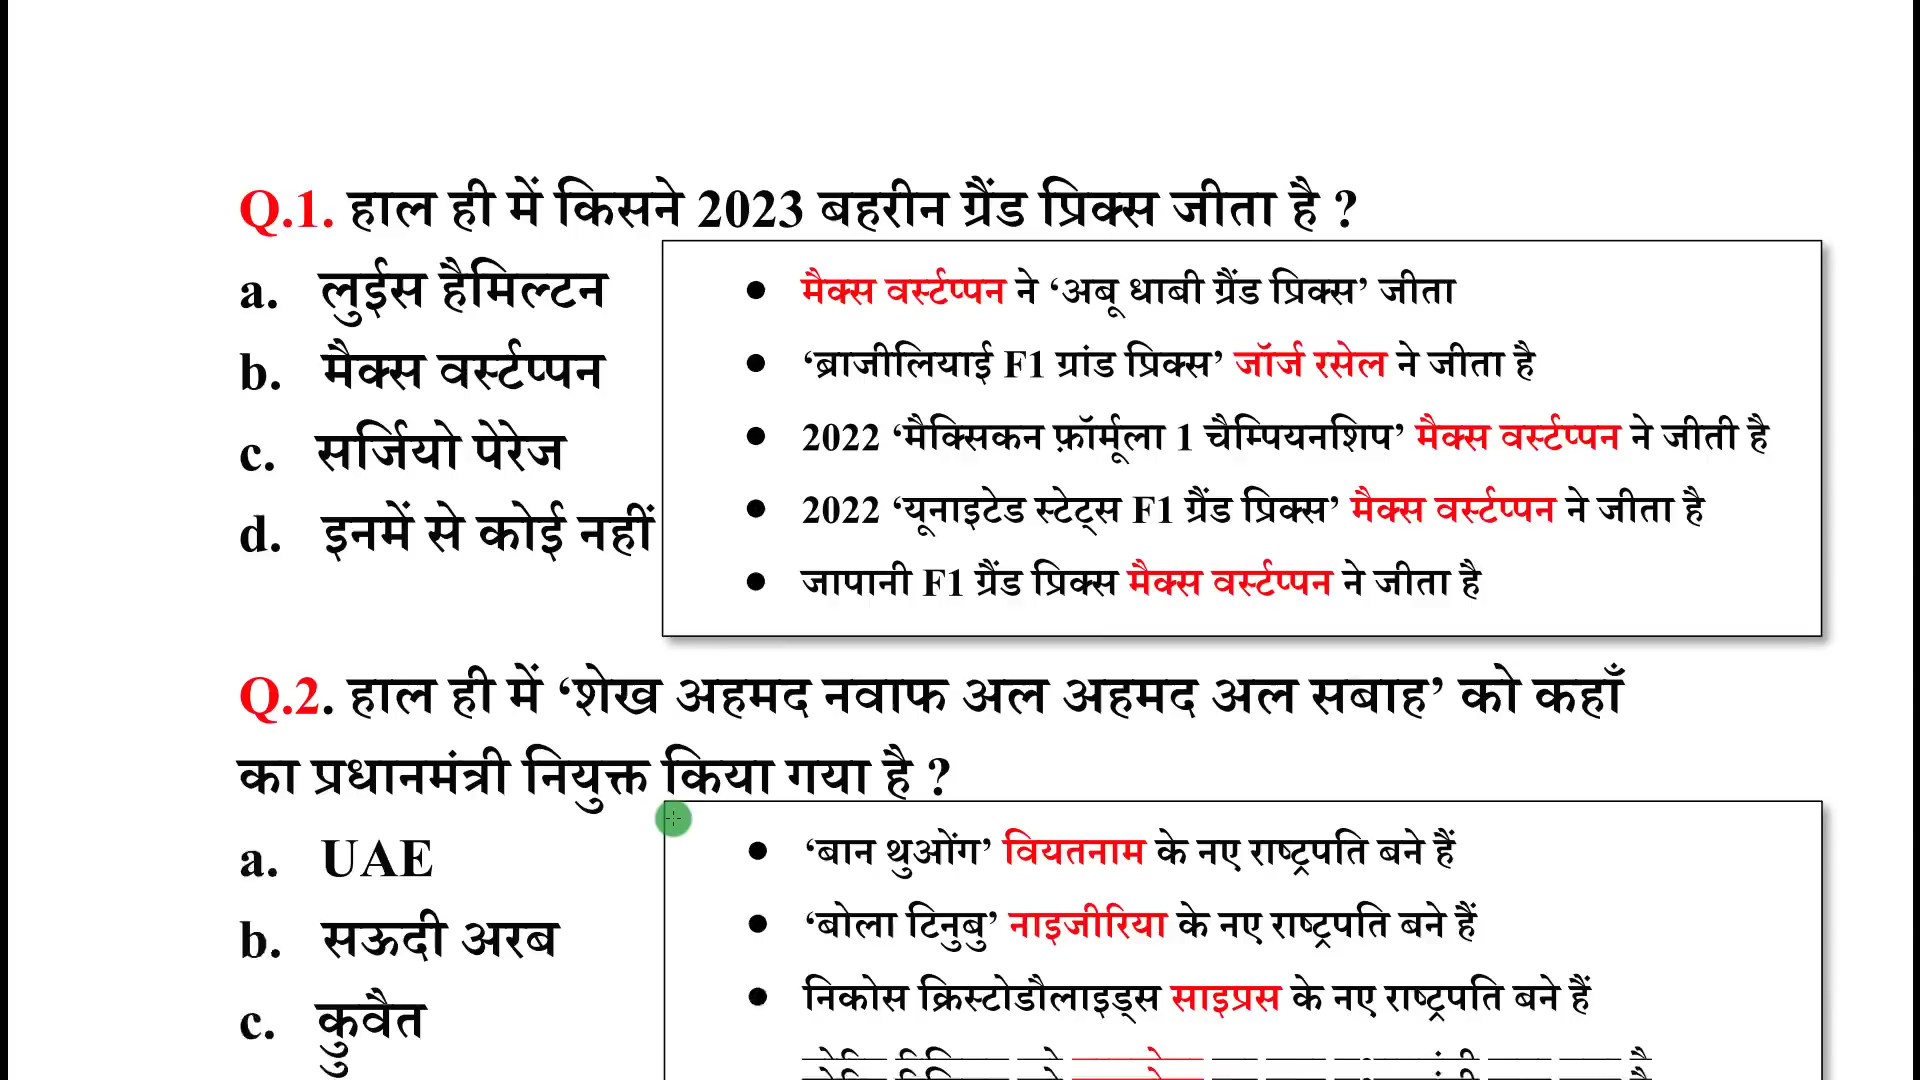 Q.1. हाल ही में किसने 2023 बहरीन ग्रैंड प्रिक्स जीता है ?
a. लुईस हैमिल्टन
b. मैक्स वर्स्टप्पन
c. सर्जियो पेरेज
d. इनमें से कोई नहीं
● मैक्स वर्स्टप्पन ने ‘अबू धाबी ग्रैंड प्रिक्स’ जीता
● ‘ब्राजीलियाई F1 ग्रांड प्रिक्स’ जॉर्ज रसेल ने जीता है
● 2022 ‘मैक्सिकन फ़ॉर्मूला 1 चैम्पियनशिप’ मैक्स वर्स्टप्पन ने जीती है
● 2022 ‘यूनाइटेड स्टेट्स F1 ग्रैंड प्रिक्स’ मैक्स वर्स्टप्पन ने जीता है
● जापानी F1 ग्रैंड प्रिक्स मैक्स वर्स्टप्पन ने जीता है
Q.2. हाल ही में ‘शेख अहमद नवाफ अल अहमद अल सबाह’ को कहाँ
का प्रधानमंत्री नियुक्त किया गया है ?
a. UAE
b. सऊदी अरब
c. कुवैत
● ‘बान थुओंग’ वियतनाम के नए राष्ट्रपति बने हैं
● ‘बोला टिनुबु’ नाइजीरिया के नए राष्ट्रपति बने हैं
● निकोस क्रिस्टोडौलाइड्स साइप्रस के नए राष्ट्रपति बने हैं